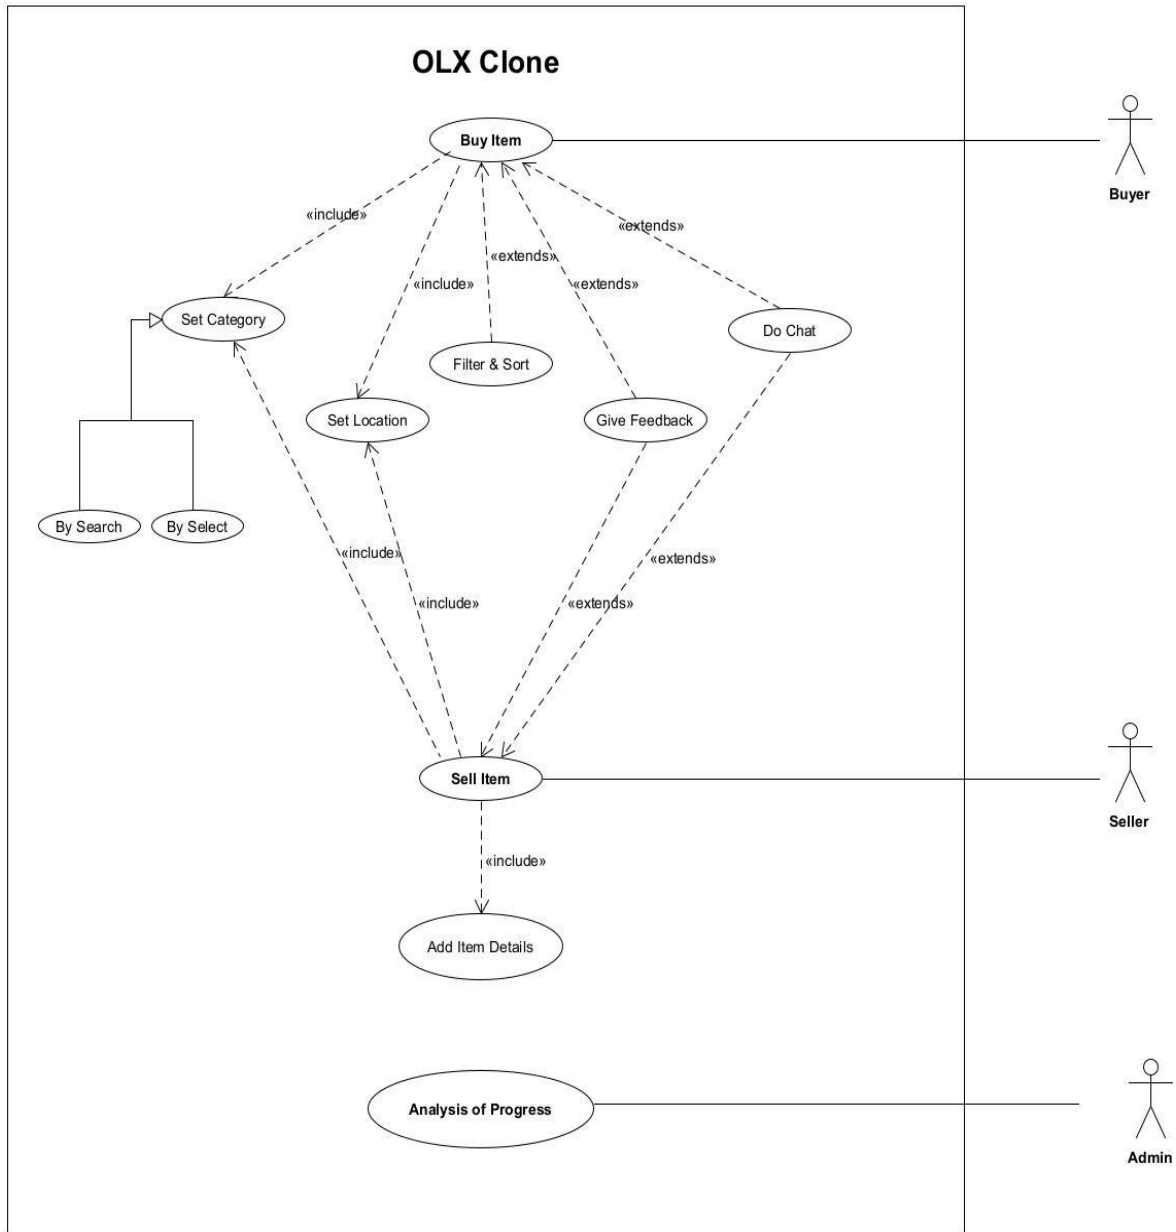 OLX Clone
Buy Item
Buyer
«include»
«extends»
«extends»
«include»
«extends»
Set Category
Do Chat
Filter & Sort
Set Location
Give Feedback
By Search
By Select
«include»
«extends»
«include»
«extends»
Sell Item
Seller
«include»
Add Item Details
Analysis of Progress
Admin